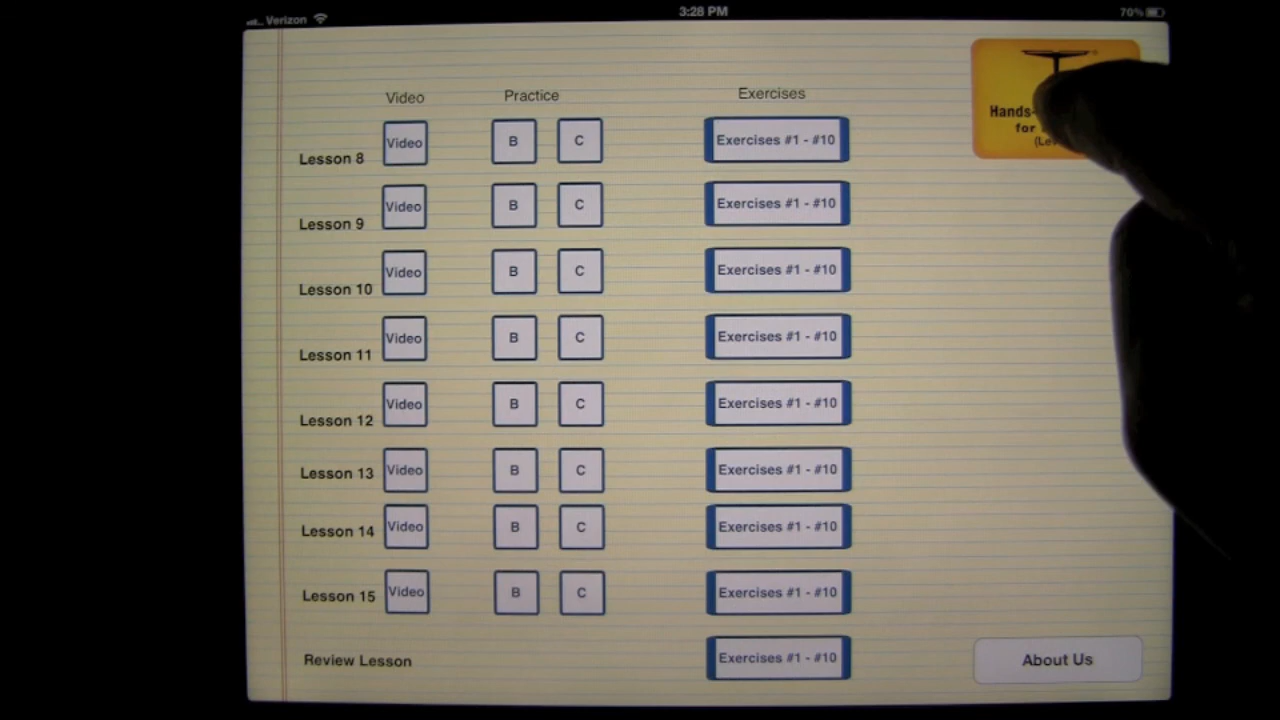 Verizon 3:28 PM 70%
Video Practice Exercises
Hands-
for
Lesson 8 Video B C Exercises #1 - #10
Lesson 9 Video B C Exercises #1 - #10
Lesson 10 Video B C Exercises #1 - #10
Lesson 11 Video B C Exercises #1 - #10
Lesson 12 Video B C Exercises #1 - #10
Lesson 13 Video B C Exercises #1 - #10
Lesson 14 Video B C Exercises #1 - #10
Lesson 15 Video B C Exercises #1 - #10
Review Lesson Exercises #1 - #10
About Us